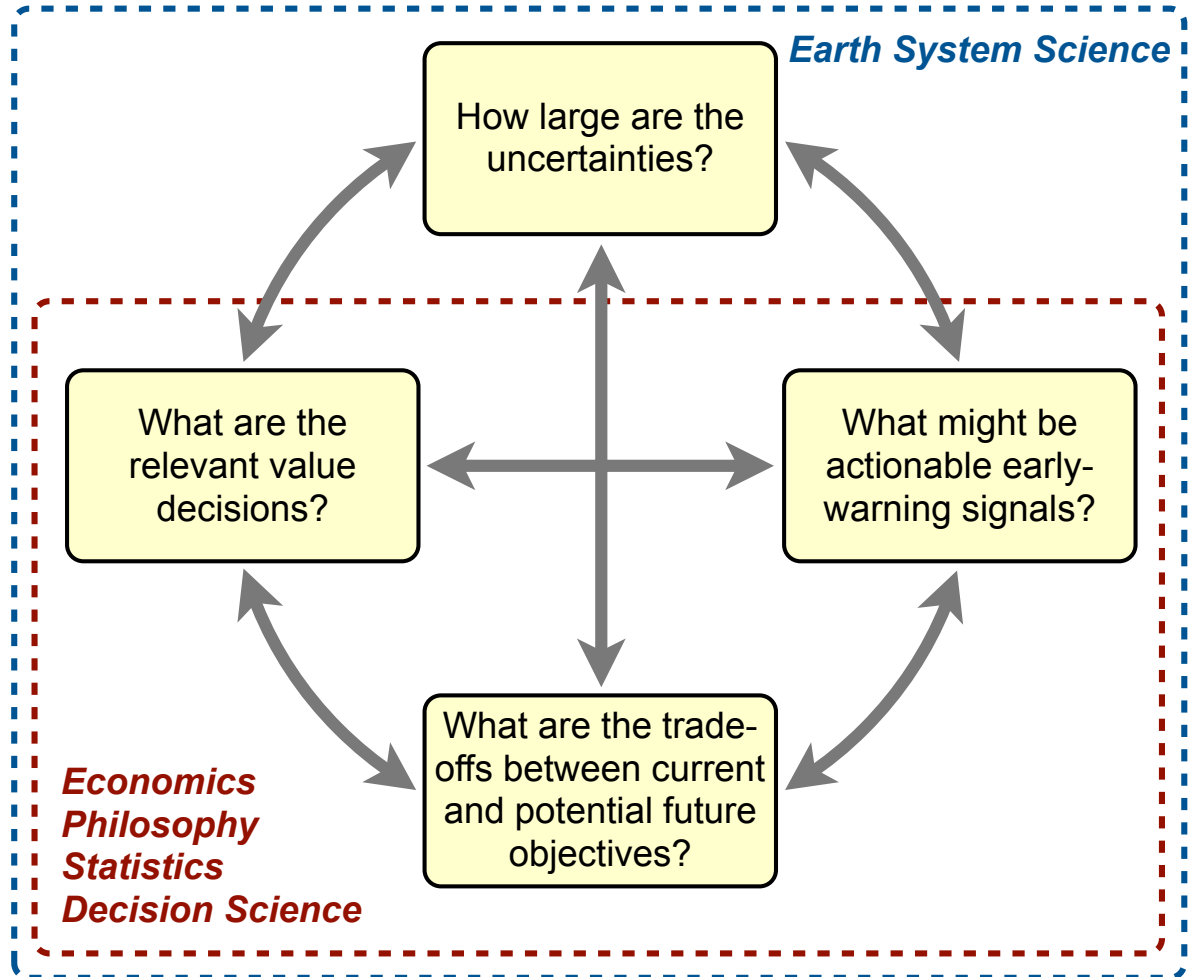 Earth System Science
How large are the
uncertainties?
What are the
relevant value
decisions?
What might be
actionable early-
warning signals?
What are the trade-
offs between current
and potential future
objectives?
Economics
Philosophy
Statistics
Decision Science